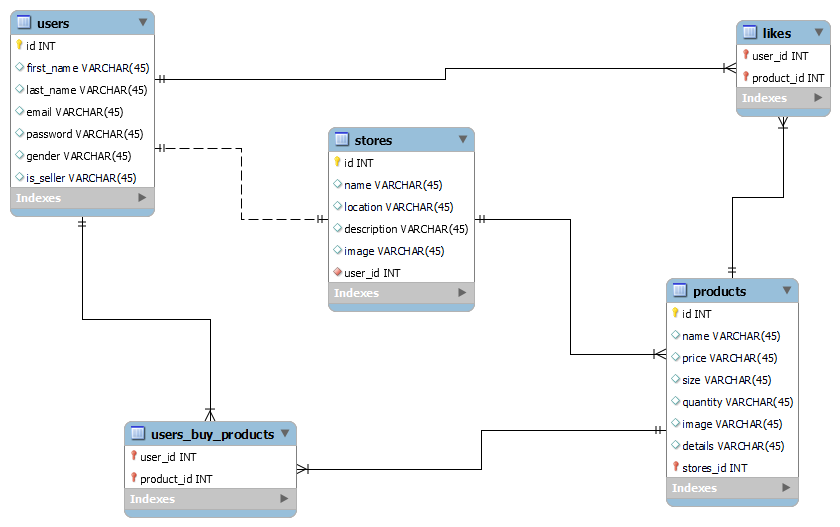 users
id INT
first_name VARCHAR(45)
last_name VARCHAR(45)
email VARCHAR(45)
password VARCHAR(45)
gender VARCHAR(45)
is_seller VARCHAR(45)
Indexes
likes
user_id INT
product_id INT
Indexes
stores
id INT
name VARCHAR(45)
location VARCHAR(45)
description VARCHAR(45)
image VARCHAR(45)
user_id INT
Indexes
products
id INT
name VARCHAR(45)
price VARCHAR(45)
size VARCHAR(45)
quantity VARCHAR(45)
image VARCHAR(45)
details VARCHAR(45)
stores_id INT
Indexes
users_buy_products
user_id INT
product_id INT
Indexes